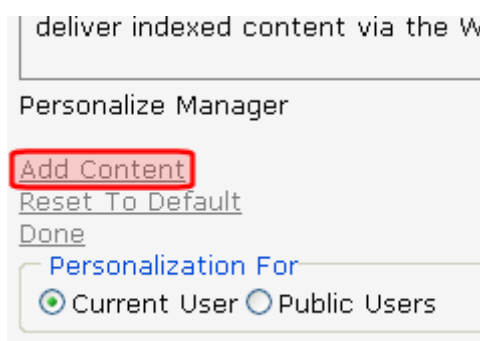 deliver indexed content via the W
Personalize Manager
Add Content
Reset To Default
Done
Personalization For
Current User Public Users